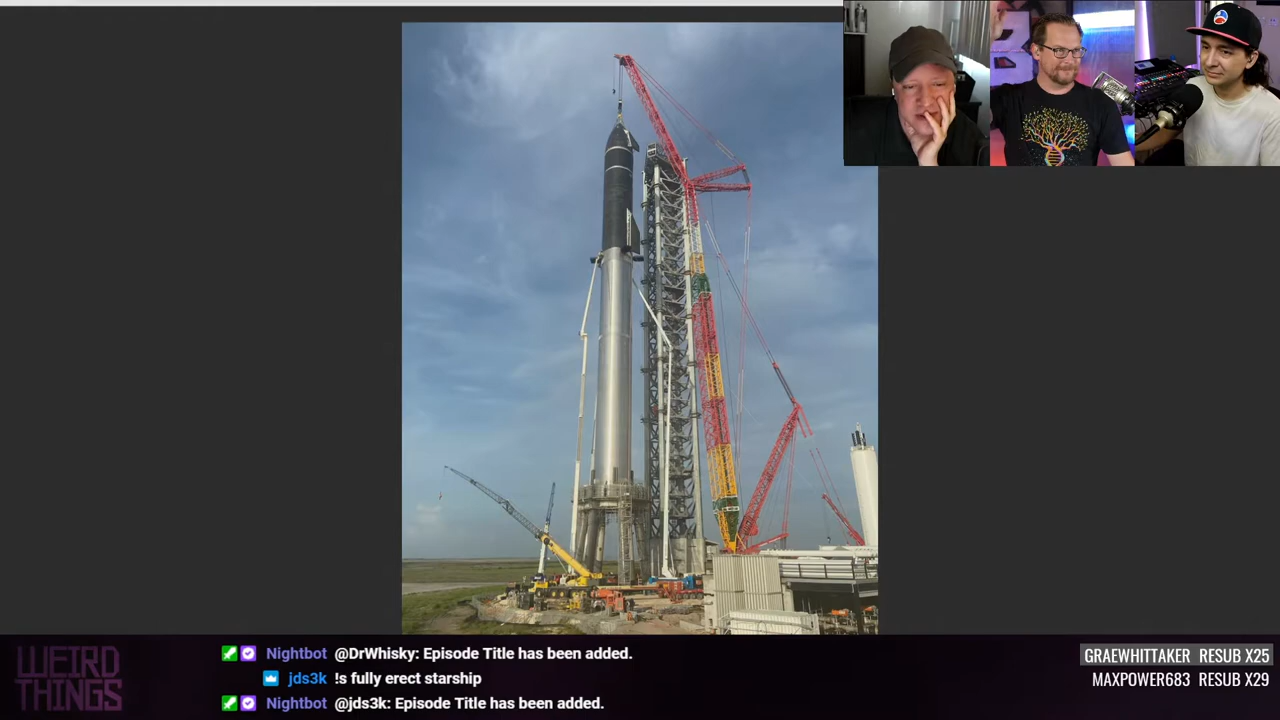 WEIRD
THINGS
Nightbot @DrWhisky: Episode Title has been added.
jds3k !s fully erect starship
Nightbot @jds3k: Episode Title has been added.
GRAEWHITTAKER RESUB X25
MAXPOWER683 RESUB X29